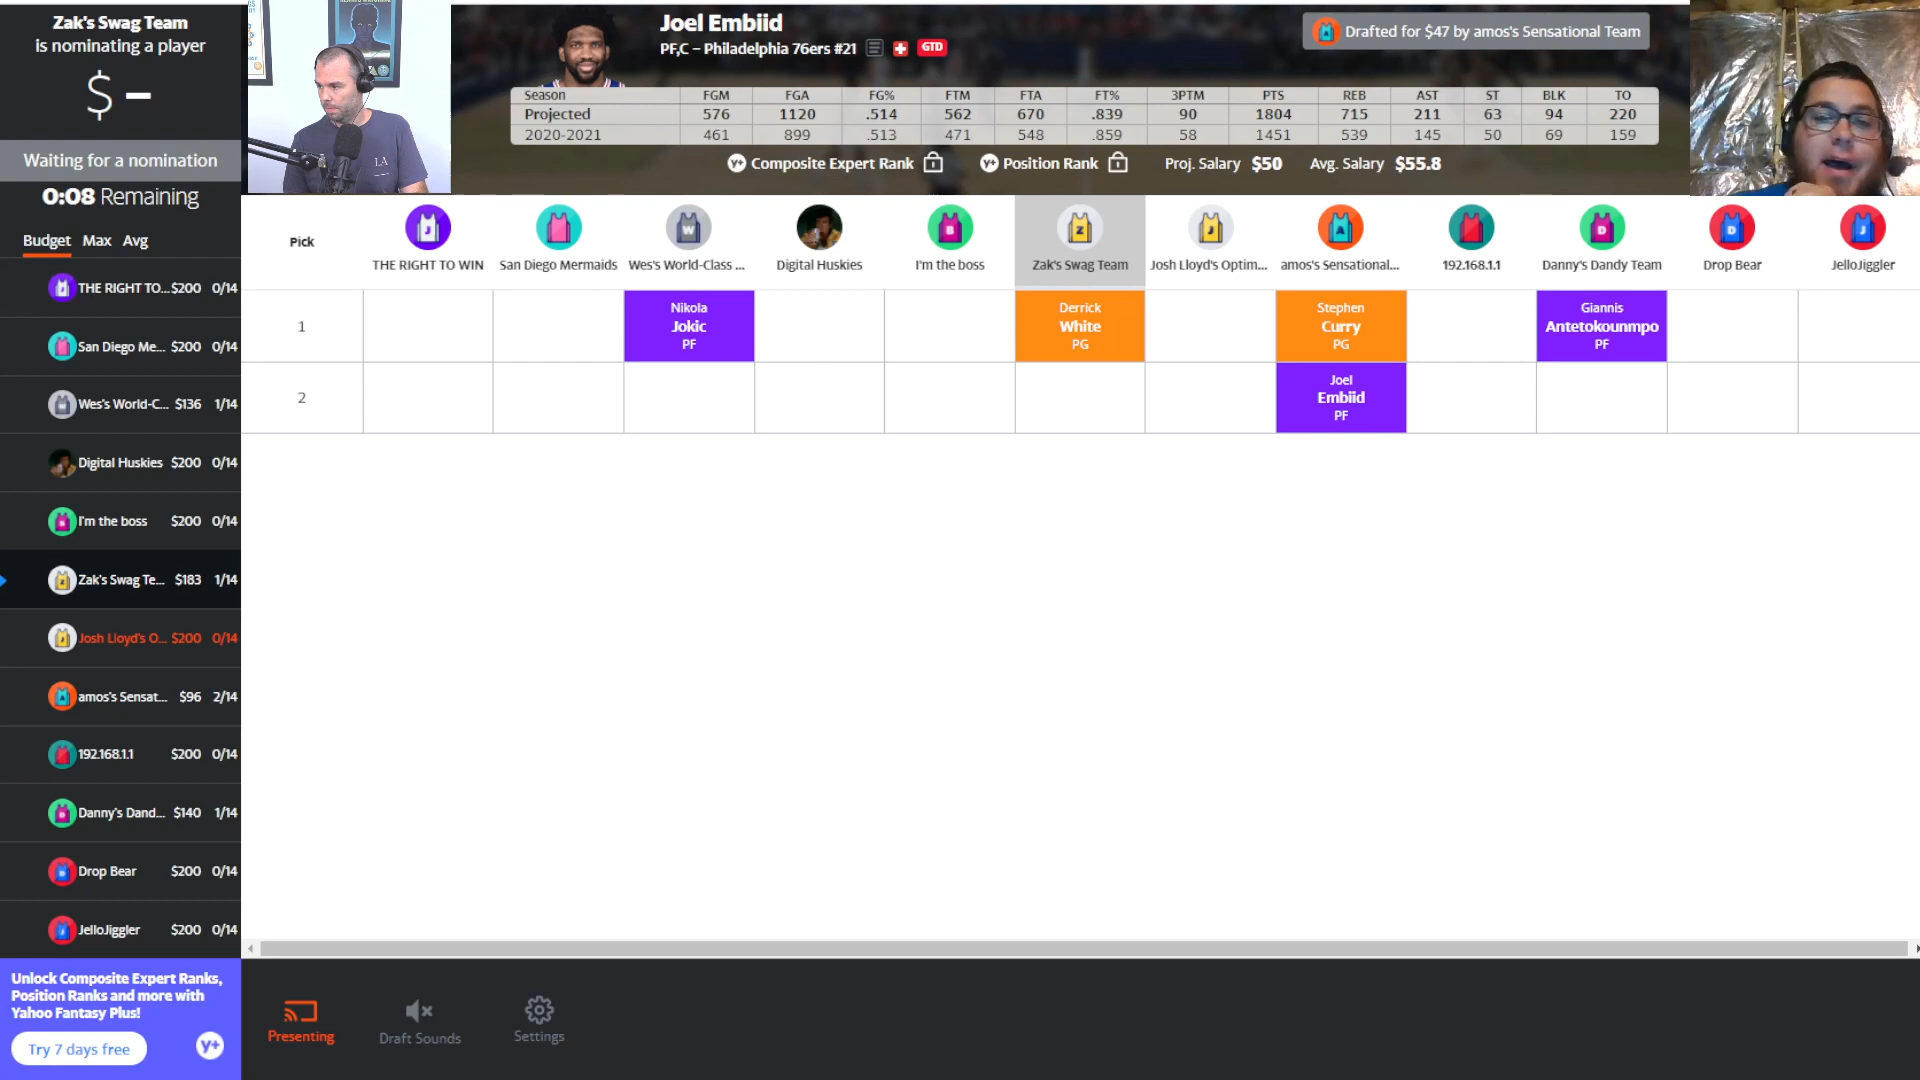 Zak's Swag Team
is nominating a player
$ –
Waiting for a nomination
0:08 Remaining
Budget Max Avg
THE RIGHT TO... $200 0/14
San Diego Me... $200 0/14
Wes's World-C... $136 1/14
Digital Huskies $200 0/14
I'm the boss $200 0/14
Zak's Swag Te... $183 1/14
Josh Lloyd's O... $200 0/14
amos's Sensat... $96 2/14
192.168.1.1 $200 0/14
Danny's Dand... $140 1/14
Drop Bear $200 0/14
JelloJiggler $200 0/14
Unlock Composite Expert Ranks,
Position Ranks and more with
Yahoo Fantasy Plus!
Try 7 days free
y+
LA
Joel Embiid
PF,C – Philadelphia 76ers #21 GTD
Drafted for $47 by amos's Sensational Team
Season FGM FGA FG% FTM FTA FT% 3PTM PTS REB AST ST BLK TO
Projected 576 1120 .514 562 670 .839 90 1804 715 211 63 94 220
2020-2021 461 899 .513 471 548 .859 58 1451 539 145 50 69 159
y+ Composite Expert Rank y+ Position Rank Proj. Salary $50 Avg. Salary $55.8
Pick
THE RIGHT TO WIN
San Diego Mermaids
Wes's World-Class ...
Digital Huskies
I'm the boss
Zak's Swag Team
Josh Lloyd's Optim...
amos's Sensational...
192.168.1.1
Danny's Dandy Team
Drop Bear
JelloJiggler
1
Nikola
Jokic
PF
Derrick
White
PG
Stephen
Curry
PG
Giannis
Antetokounmpo
PF
2
Joel
Embiid
PF
Presenting
Draft Sounds
Settings